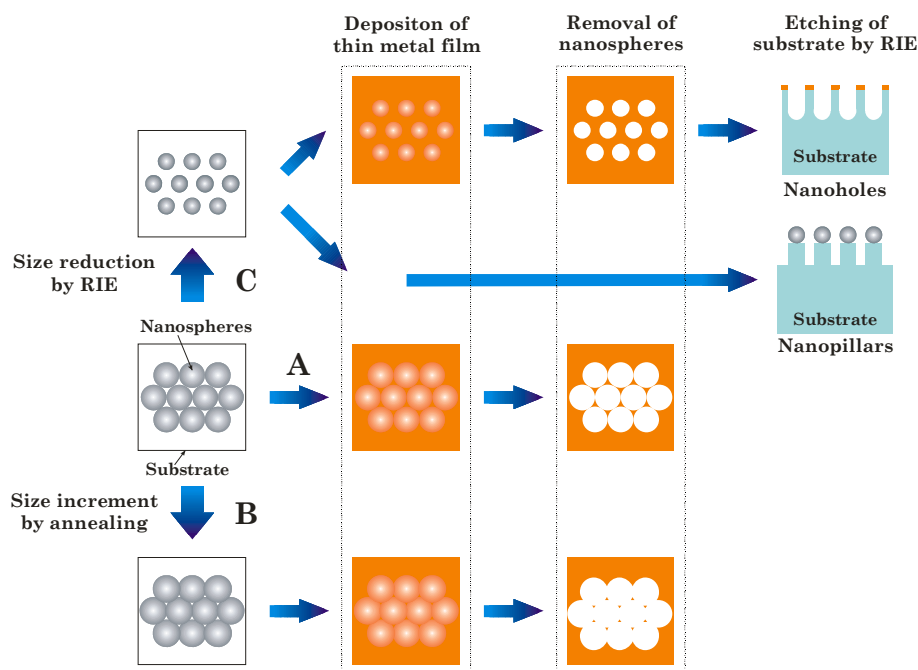 Depositon of
thin metal film
Removal of
nanospheres
Etching of
substrate by RIE
Substrate
Nanoholes
Size reduction
by RIE
C
Substrate
Nanopillars
Nanospheres
A
Substrate
Size increment
by annealing
B